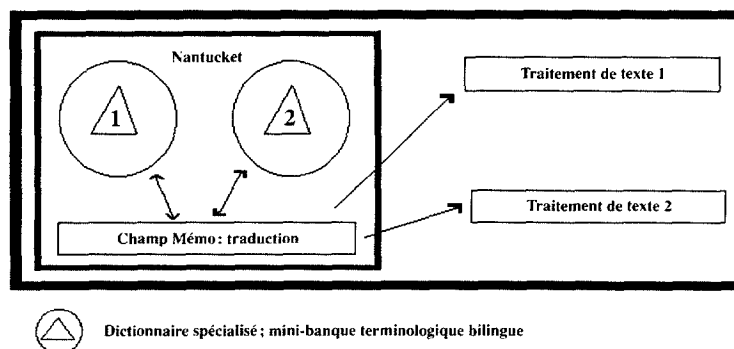 Nantucket
Traitement de texte 1
1
2
Traitement de texte 2
Champ Mémo : traduction
Dictionnaire spécialisé ; mini-banque terminologique bilingue